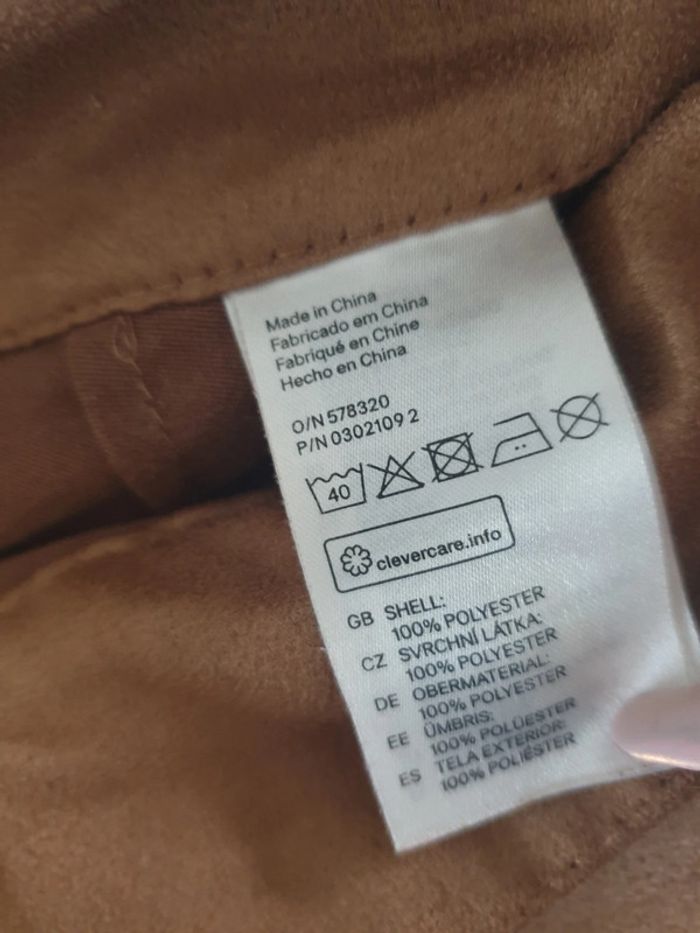 Made in China
Fabricado em China
Fabriqué en Chine
Hecho en China
O/N 578320
P/N 0302109 2
40
clevercare.info
GB SHELL:
100% POLYESTER
CZ SVRCHNÍ LÁTKA:
100% POLYESTER
DE OBERMATERIAL:
100% POLYESTER
EE ÜMBRIS:
100% POLÜESTER
ES TELA EXTERIOR:
100% POLIÉSTER